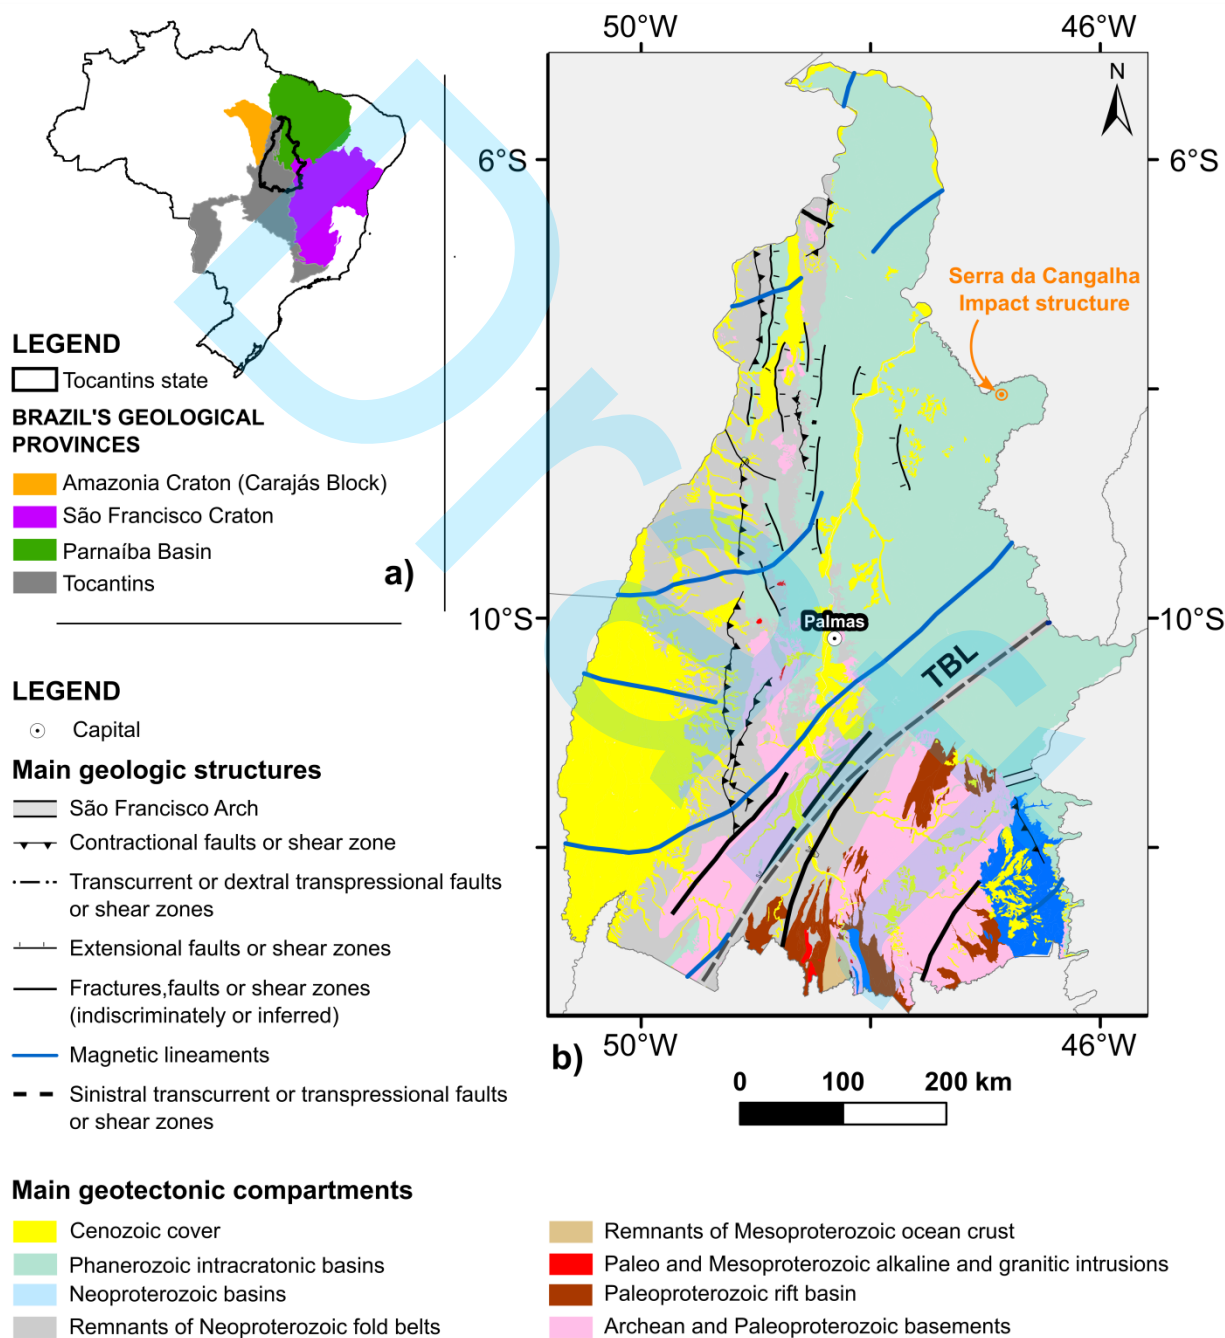 50°W
46°W
N
6°S
6°S
Serra da Cangalha
Impact structure
LEGEND
Tocantins state
BRAZIL'S GEOLOGICAL
PROVINCES
Amazonia Craton (Carajás Block)
São Francisco Craton
Parnaíba Basin
Tocantins
a)
10°S
10°S
Palmas
TBL
LEGEND
Capital
Main geologic structures
São Francisco Arch
Contractional faults or shear zone
Transcurrent or dextral transpressional faults
or shear zones
Extensional faults or shear zones
Fractures,faults or shear zones
(indiscriminately or inferred)
Magnetic lineaments
Sinistral transcurrent or transpressional faults
or shear zones
b)
50°W
46°W
0
100
200 km
Main geotectonic compartments
Cenozoic cover
Phanerozoic intracratonic basins
Neoproterozoic basins
Remnants of Neoproterozoic fold belts
Remnants of Mesoproterozoic ocean crust
Paleo and Mesoproterozoic alkaline and granitic intrusions
Paleoproterozoic rift basin
Archean and Paleoproterozoic basements
Draft